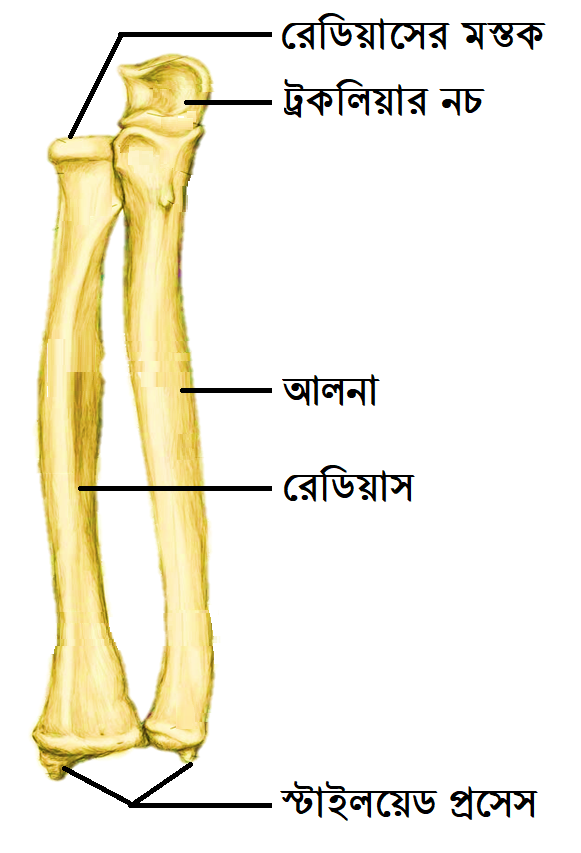 রেডিয়াসের মস্তক
ট্রকলিয়ার নচ
আলনা
রেডিয়াস
স্টাইলয়েড প্রসেস